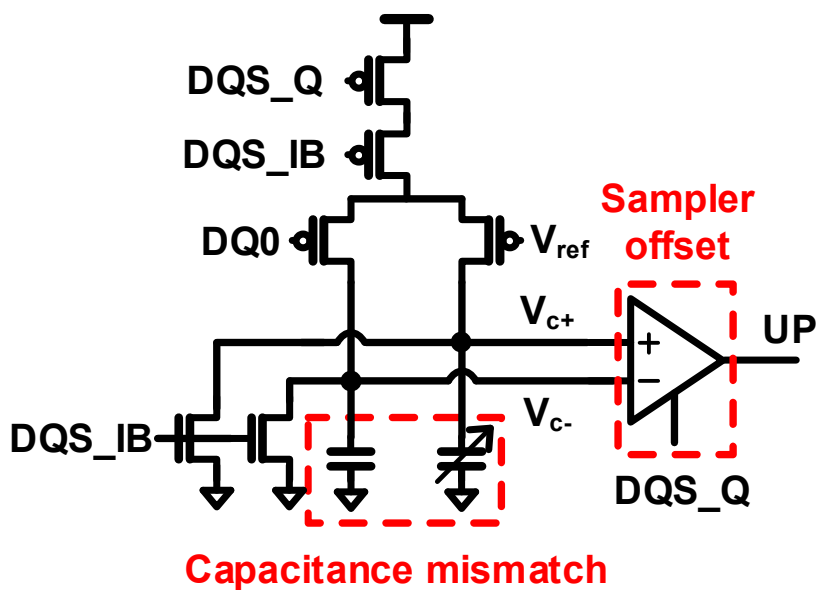 DQS_Q
DQS_IB
Sampler
offset
DQ0
Vref
Vc+
UP
+
−
Vc-
DQS_IB
DQS_Q
Capacitance mismatch